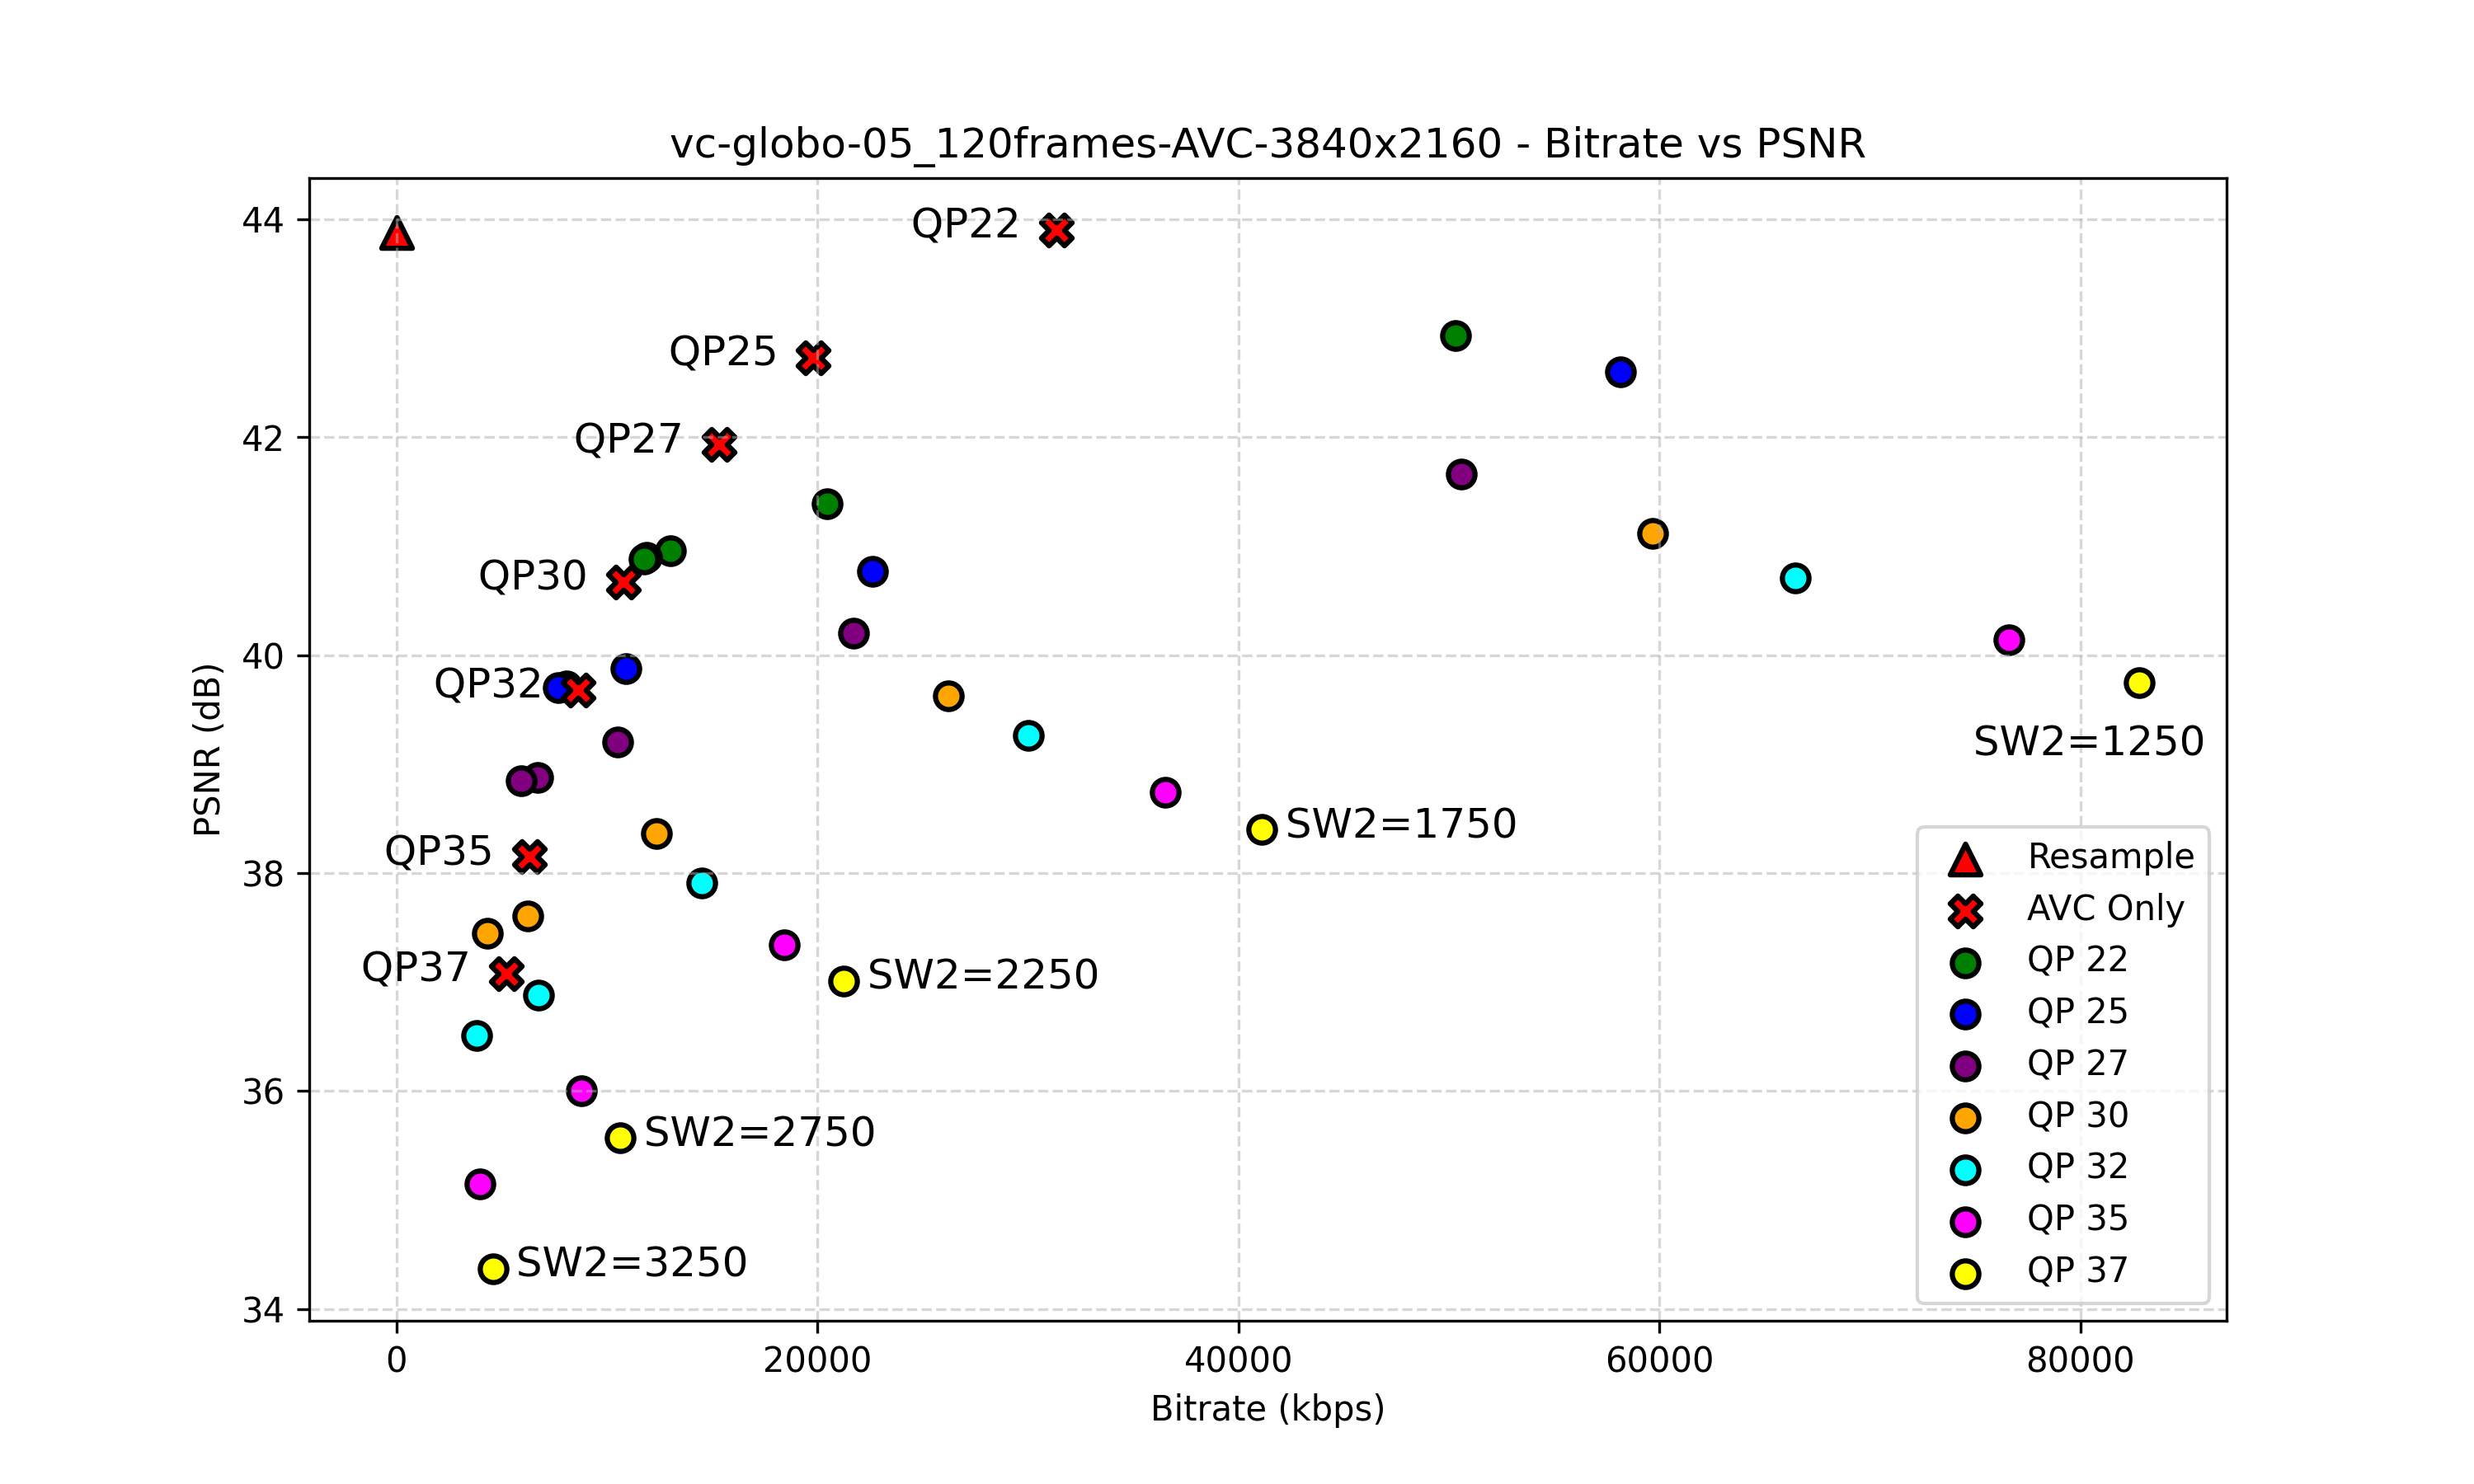 vc-globo-05_120frames-AVC-3840x2160 - Bitrate vs PSNR
44
42
40
38
36
34
PSNR (dB)
0
20000
40000
60000
80000
Bitrate (kbps)
QP22
QP25
QP27
QP30
QP32
QP35
QP37
SW2=1250
SW2=1750
SW2=2250
SW2=2750
SW2=3250
Resample
AVC Only
QP 22
QP 25
QP 27
QP 30
QP 32
QP 35
QP 37